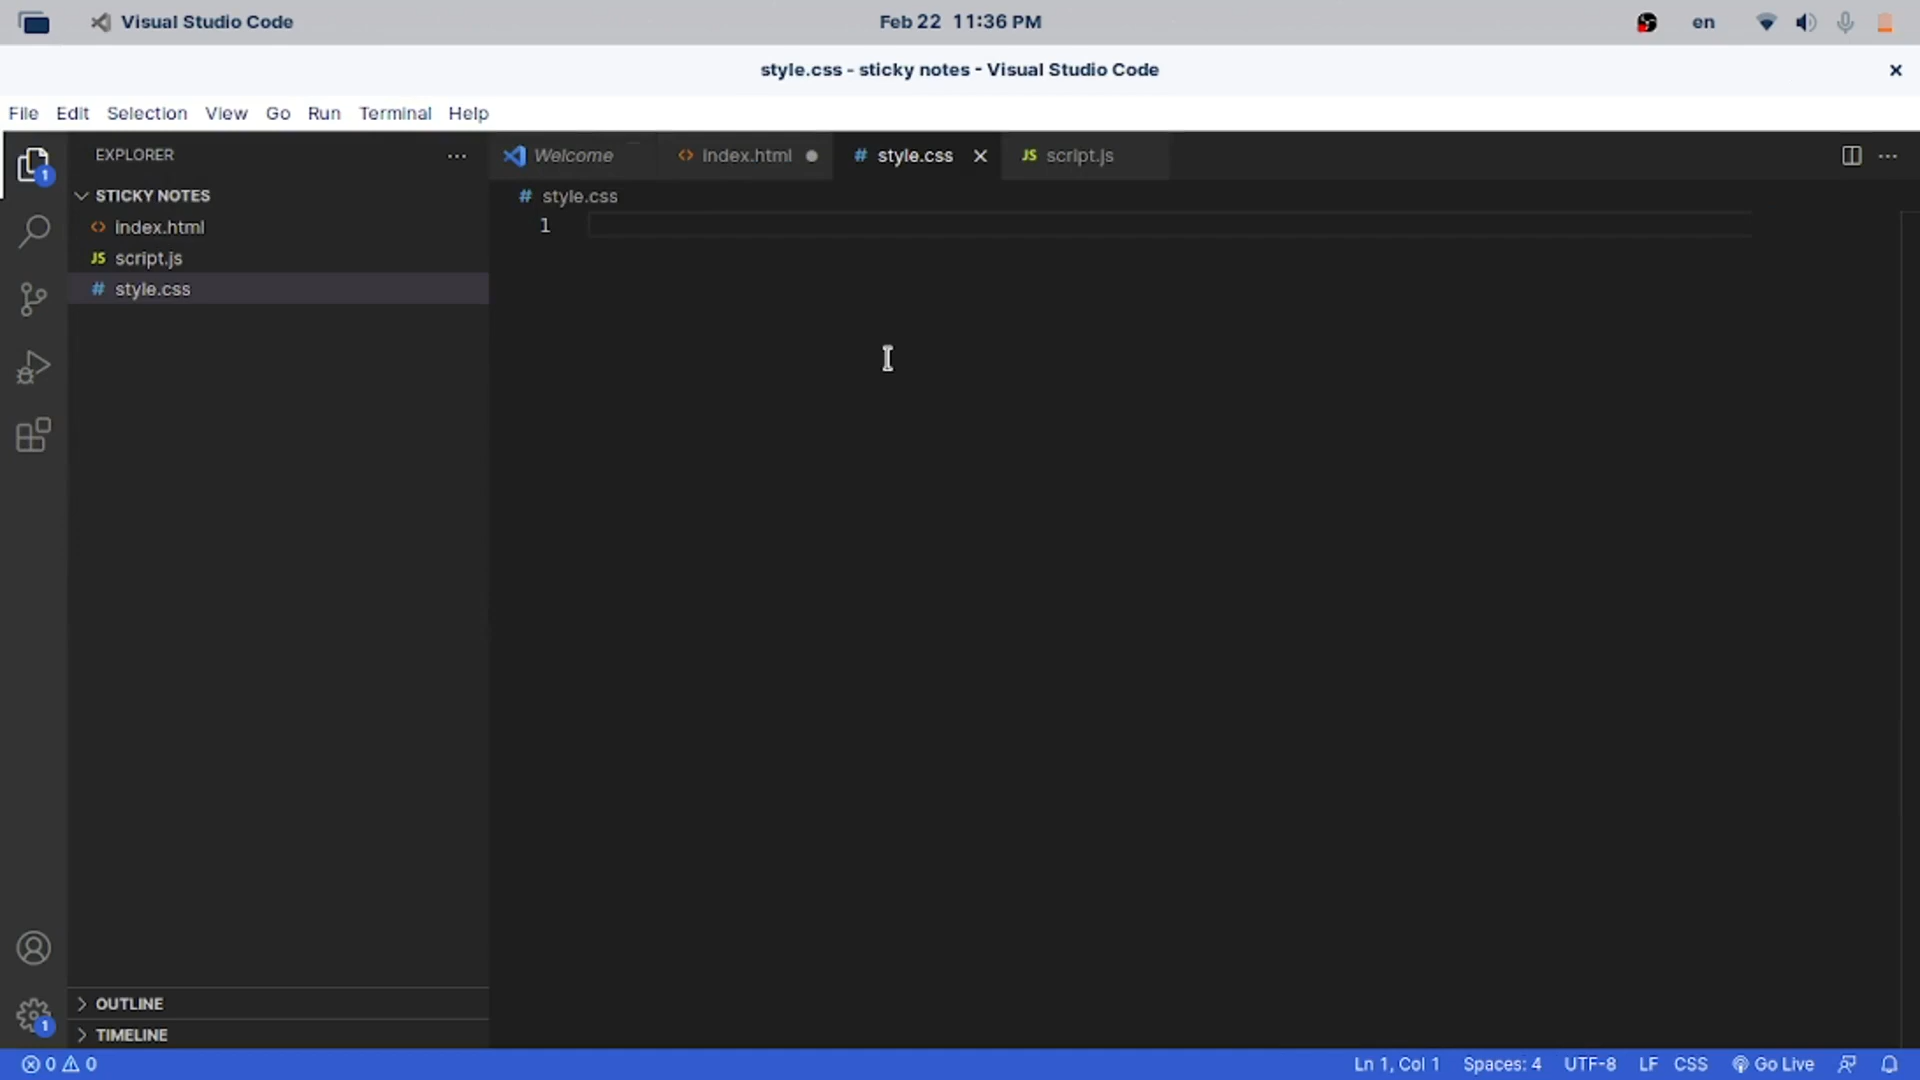 Visual Studio Code
Feb 22 11:36 PM
en
style.css - sticky notes - Visual Studio Code
File Edit Selection View Go Run Terminal Help
EXPLORER
Welcome
index.html
style.css
JS script.js
1
STICKY NOTES
# style.css
index.html
1
JS script.js
# style.css
OUTLINE
1
TIMELINE
0 0
Ln 1, Col 1
Spaces: 4
UTF-8
LF
CSS
Go Live